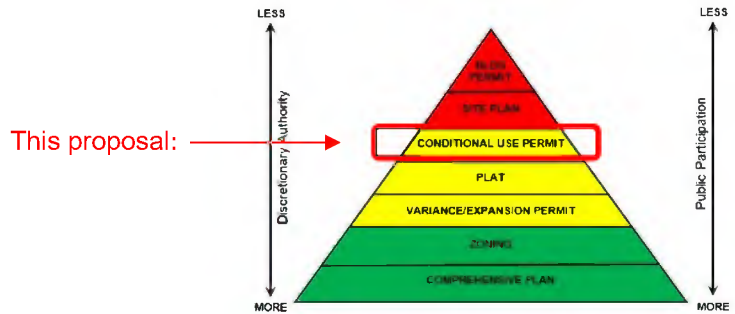 LESS
LESS
PERMIT
SITE PLAN
This proposal:
Discretionary Authority
CONDITIONAL USE PERMIT
Public Participation
PLAT
VARIANCE/EXPANSION PERMIT
ZONING
COMPREHENSIVE PLAN
MORE
MORE